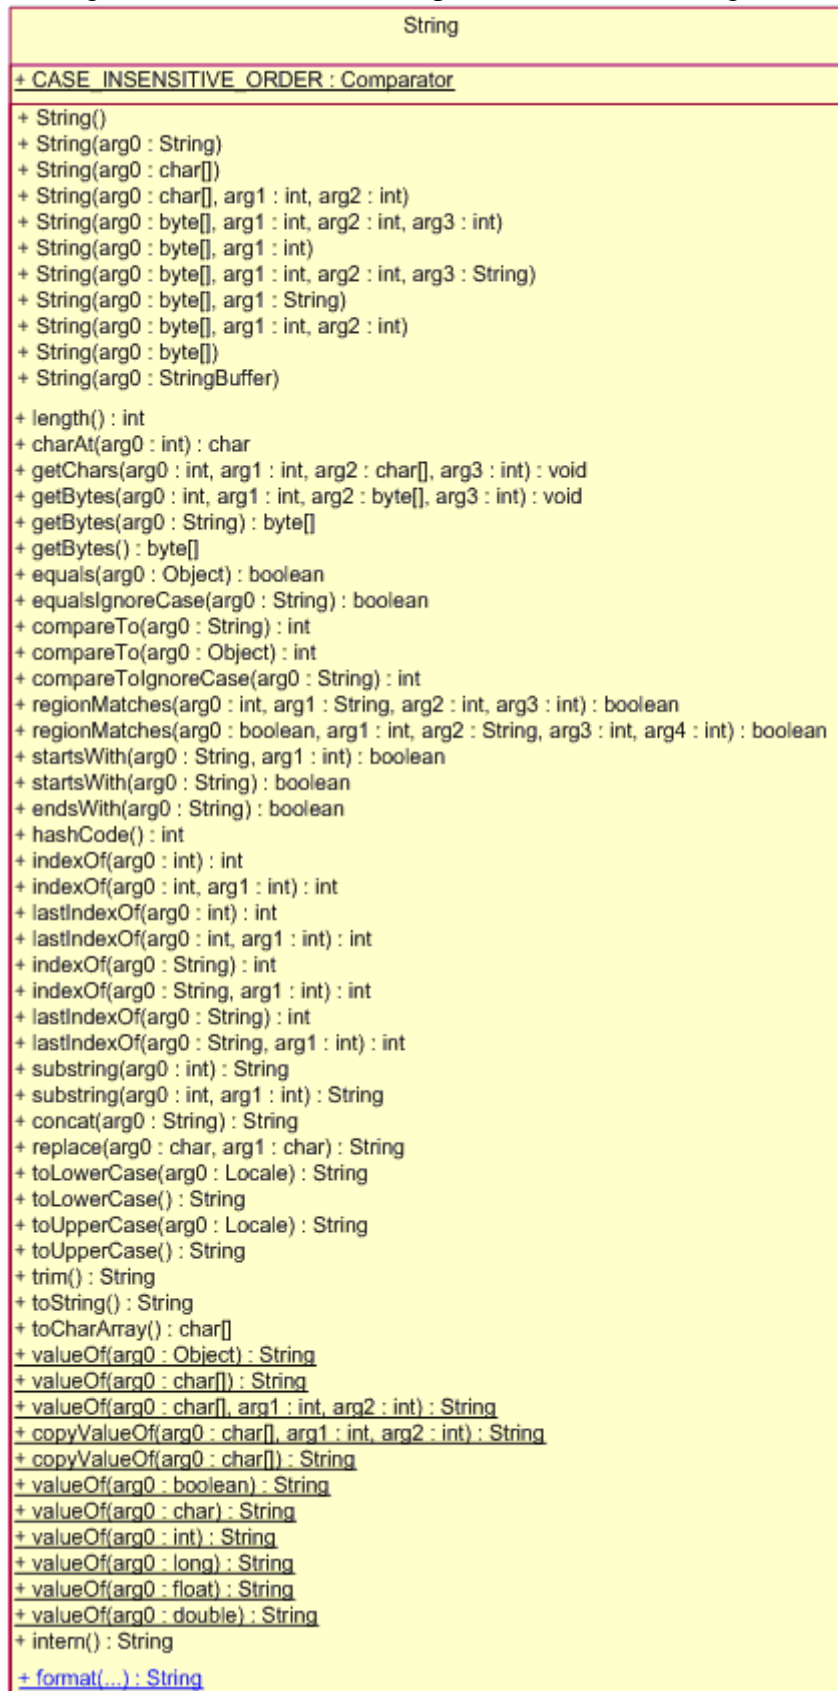 String
+ CASE_INSENSITIVE_ORDER : Comparator
+ String()
+ String(arg0 : String)
+ String(arg0 : char[])
+ String(arg0 : char[], arg1 : int, arg2 : int)
+ String(arg0 : byte[], arg1 : int, arg2 : int, arg3 : int)
+ String(arg0 : byte[], arg1 : int)
+ String(arg0 : byte[], arg1 : int, arg2 : int, arg3 : String)
+ String(arg0 : byte[], arg1 : String)
+ String(arg0 : byte[], arg1 : int, arg2 : int)
+ String(arg0 : byte[])
+ String(arg0 : StringBuffer)
+ length() : int
+ charAt(arg0 : int) : char
+ getChars(arg0 : int, arg1 : int, arg2 : char[], arg3 : int) : void
+ getBytes(arg0 : int, arg1 : int, arg2 : byte[], arg3 : int) : void
+ getBytes(arg0 : String) : byte[]
+ getBytes() : byte[]
+ equals(arg0 : Object) : boolean
+ equalsIgnoreCase(arg0 : String) : boolean
+ compareTo(arg0 : String) : int
+ compareTo(arg0 : Object) : int
+ compareToIgnoreCase(arg0 : String) : int
+ regionMatches(arg0 : int, arg1 : String, arg2 : int, arg3 : int) : boolean
+ regionMatches(arg0 : boolean, arg1 : int, arg2 : String, arg3 : int, arg4 : int) : boolean
+ startsWith(arg0 : String, arg1 : int) : boolean
+ startsWith(arg0 : String) : boolean
+ endsWith(arg0 : String) : boolean
+ hashCode() : int
+ indexOf(arg0 : int) : int
+ indexOf(arg0 : int, arg1 : int) : int
+ lastIndexOf(arg0 : int) : int
+ lastIndexOf(arg0 : int, arg1 : int) : int
+ indexOf(arg0 : String) : int
+ indexOf(arg0 : String, arg1 : int) : int
+ lastIndexOf(arg0 : String) : int
+ lastIndexOf(arg0 : String, arg1 : int) : int
+ substring(arg0 : int) : String
+ substring(arg0 : int, arg1 : int) : String
+ concat(arg0 : String) : String
+ replace(arg0 : char, arg1 : char) : String
+ toLowerCase(arg0 : Locale) : String
+ toLowerCase() : String
+ toUpperCase(arg0 : Locale) : String
+ toUpperCase() : String
+ trim() : String
+ toString() : String
+ toCharArray() : char[]
+ valueOf(arg0 : Object) : String
+ valueOf(arg0 : char[]) : String
+ valueOf(arg0 : char[], arg1 : int, arg2 : int) : String
+ copyValueOf(arg0 : char[], arg1 : int, arg2 : int) : String
+ copyValueOf(arg0 : char[]) : String
+ valueOf(arg0 : boolean) : String
+ valueOf(arg0 : char) : String
+ valueOf(arg0 : int) : String
+ valueOf(arg0 : long) : String
+ valueOf(arg0 : float) : String
+ valueOf(arg0 : double) : String
+ intern() : String
+ format(...) : String